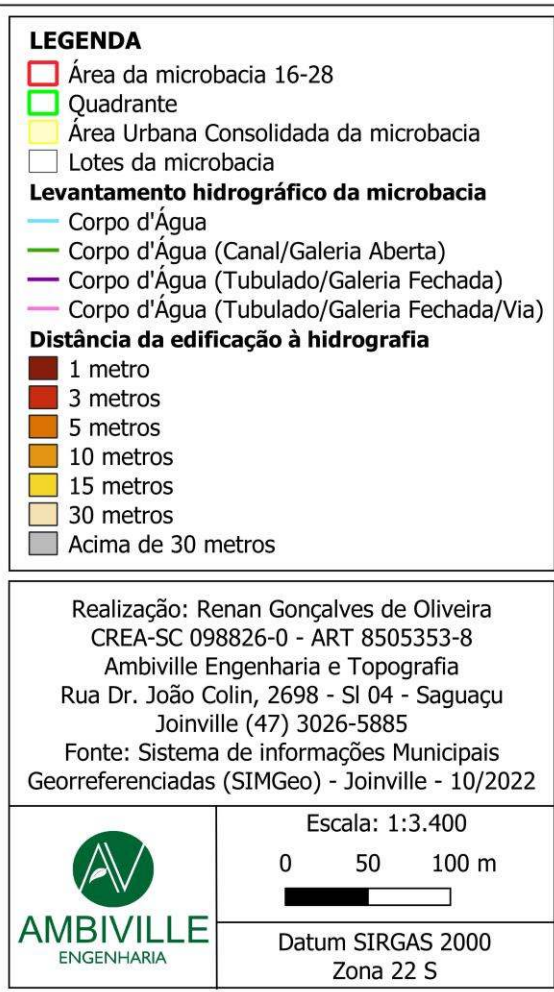 LEGENDA
Área da microbacia 16-28
Quadrante
Área Urbana Consolidada da microbacia
Lotes da microbacia
Levantamento hidrográfico da microbacia
Corpo d'Água
Corpo d'Água (Canal/Galeria Aberta)
Corpo d'Água (Tubulado/Galeria Fechada)
Corpo d'Água (Tubulado/Galeria Fechada/Via)
Distância da edificação à hidrografia
1 metro
3 metros
5 metros
10 metros
15 metros
30 metros
Acima de 30 metros
Realização: Renan Gonçalves de Oliveira
CREA-SC 098826-0 - ART 8505353-8
Ambiville Engenharia e Topografia
Rua Dr. João Colin, 2698 - Sl 04 - Saguaçu
Joinville (47) 3026-5885
Fonte: Sistema de informações Municipais
Georreferenciadas (SIMGeo) - Joinville - 10/2022
AMBIVILLE
ENGENHARIA
Escala: 1:3.400
0 50 100 m
Datum SIRGAS 2000
Zona 22 S